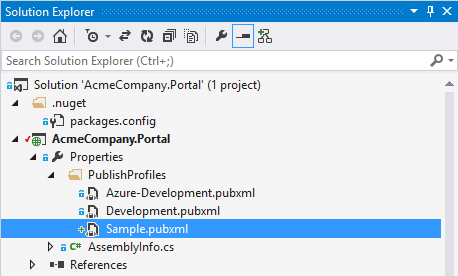 Solution Explorer
Search Solution Explorer (Ctrl+;)
Solution 'AcmeCompany.Portal' (1 project)
.nuget
packages.config
AcmeCompany.Portal
Properties
PublishProfiles
Azure-Development.pubxml
Development.pubxml
Sample.pubxml
C# AssemblyInfo.cs
References